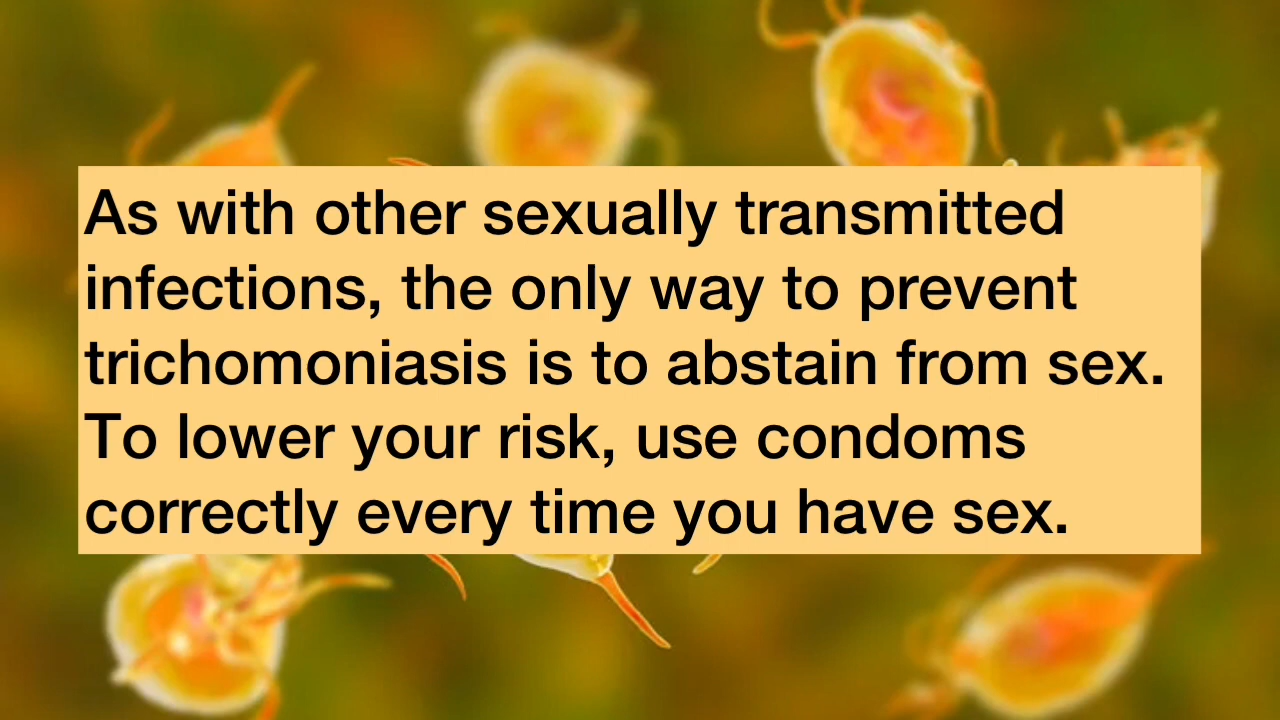 As with other sexually transmitted
infections, the only way to prevent
trichomoniasis is to abstain from sex.
To lower your risk, use condoms
correctly every time you have sex.